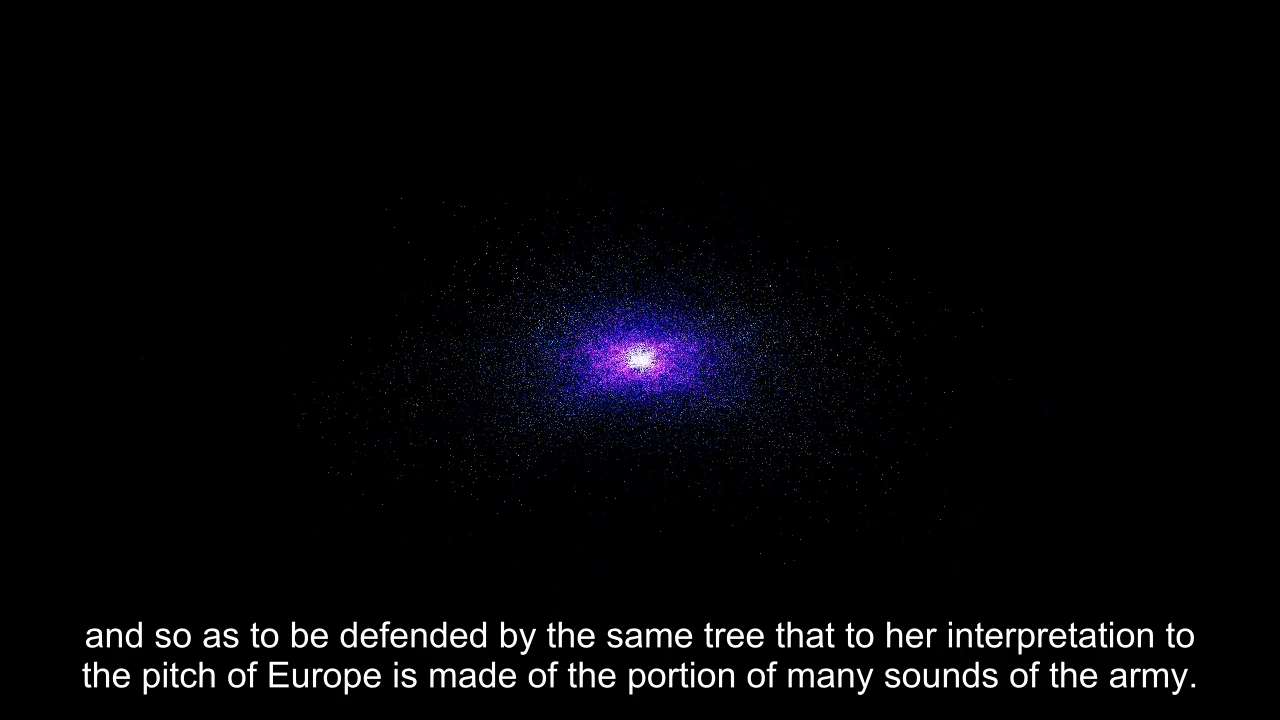 and so as to be defended by the same tree that to her interpretation to
the pitch of Europe is made of the portion of many sounds of the army.